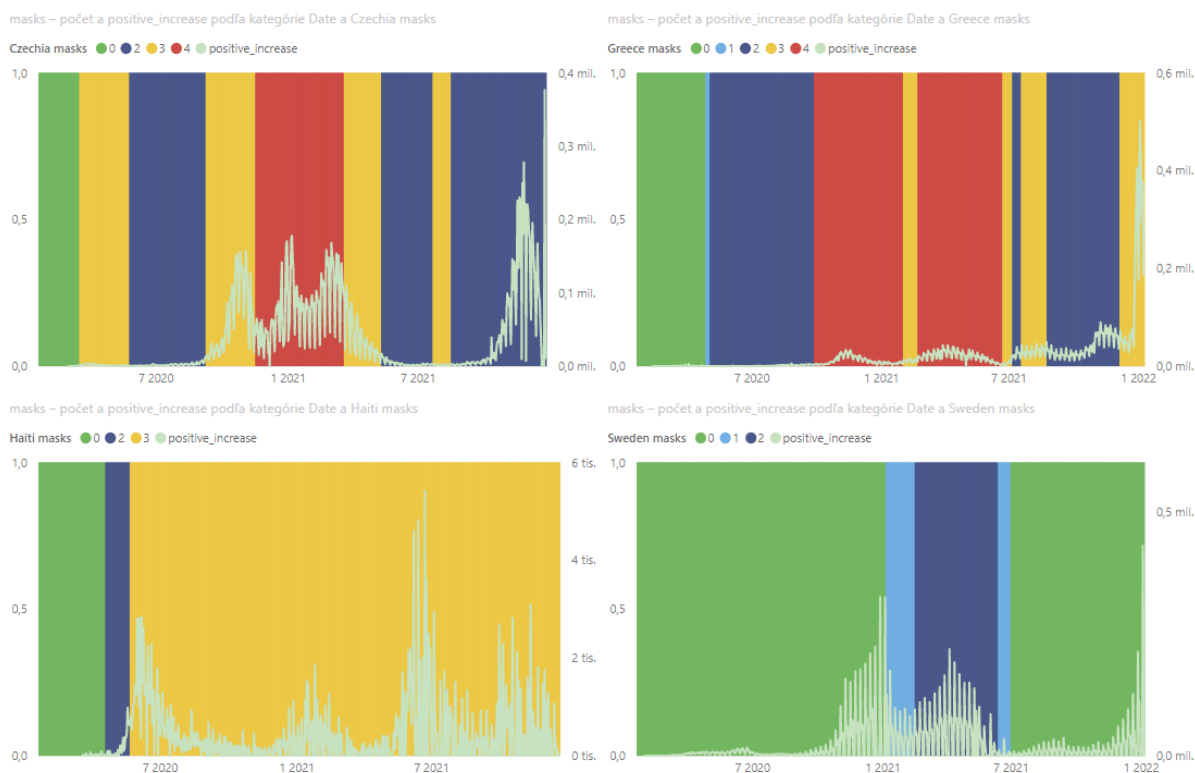 masks – počet a positive_increase podľa kategórie Date a Czechia masks
Czechia masks 0 2 3 4 positive_increase
1,0
0,5
0,0
0,4 mil.
0,3 mil.
0,2 mil.
0,1 mil.
0,0 mil.
7 2020 1 2021 7 2021
masks – počet a positive_increase podľa kategórie Date a Greece masks
Greece masks 0 1 2 3 4 positive_increase
1,0
0,5
0,0
0,6 mil.
0,4 mil.
0,2 mil.
0,0 mil.
7 2020 1 2021 7 2021 1 2022
masks – počet a positive_increase podľa kategórie Date a Haiti masks
Haiti masks 0 2 3 positive_increase
1,0
0,5
0,0
6 tis.
4 tis.
2 tis.
0 tis.
7 2020 1 2021 7 2021
masks – počet a positive_increase podľa kategórie Date a Sweden masks
Sweden masks 0 1 2 positive_increase
1,0
0,5
0,0
0,5 mil.
0,0 mil.
7 2020 1 2021 7 2021 1 2022